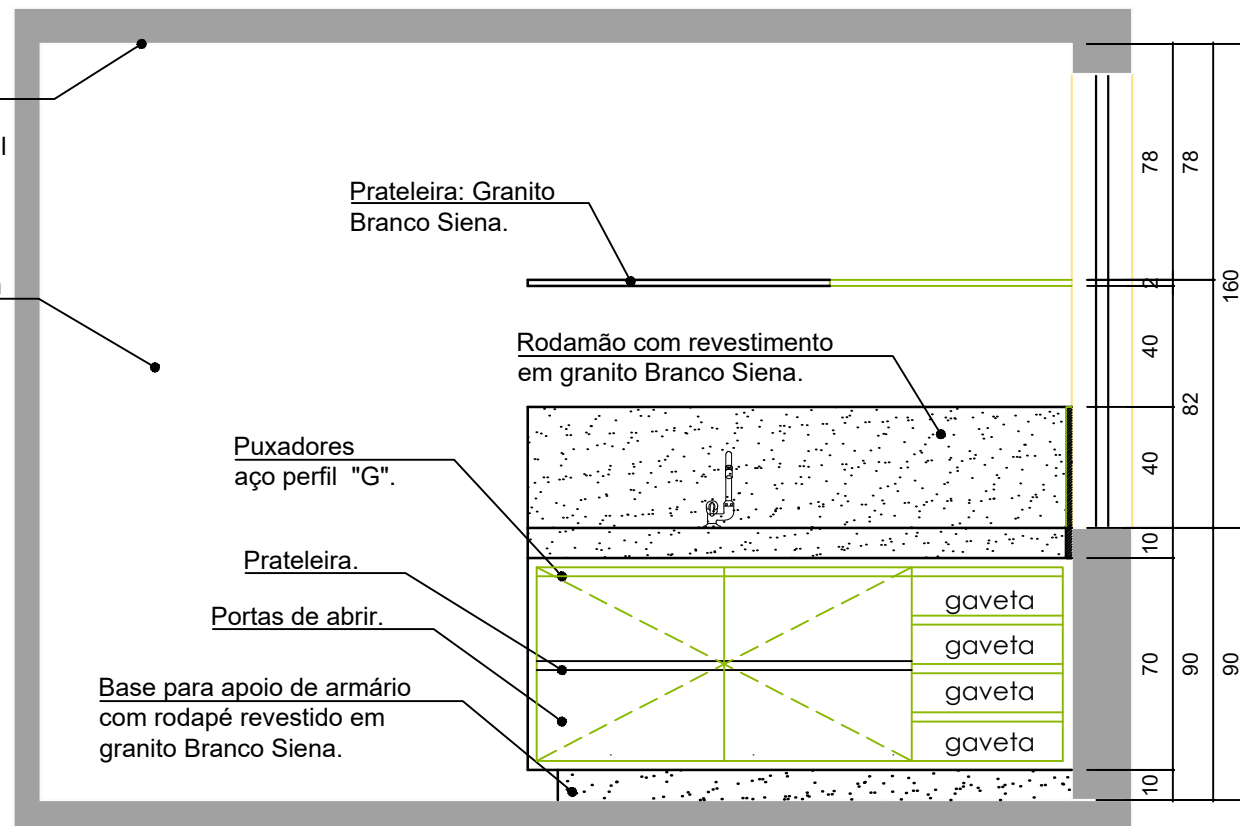 Prateleira: Granito
Branco Siena.
Rodamão com revestimento
em granito Branco Siena.
Puxadores
aço perfil "G".
Prateleira.
Portas de abrir.
Base para apoio de armário
com rodapé revestido em
granito Branco Siena.
gaveta
gaveta
gaveta
gaveta
78
2
40
40
10
70
10
78
82
90
160
90